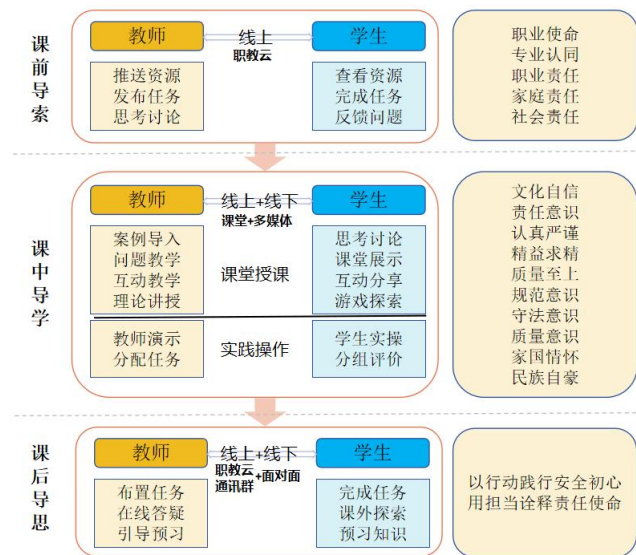 课前导索
教师
线上
职教云
学生
推送资源
发布任务
思考讨论
查看资源
完成任务
反馈问题
职业使命
专业认同
职业责任
家庭责任
社会责任
课中导学
教师
线上+线下
课堂+多媒体
学生
案例导入
问题教学
互动教学
理论讲授
课堂授课
思考讨论
课堂展示
互动分享
游戏探索
教师演示
分配任务
实践操作
学生实操
分组评价
文化自信
责任意识
认真严谨
精益求精
质量至上
规范意识
守法意识
质量意识
家国情怀
民族自豪
课后导思
教师
线上+线下
职教云
通讯群
+面对面
学生
布置任务
在线答疑
引导预习
完成任务
课外探索
预习知识
以行动践行安全初心
用担当诠释责任使命